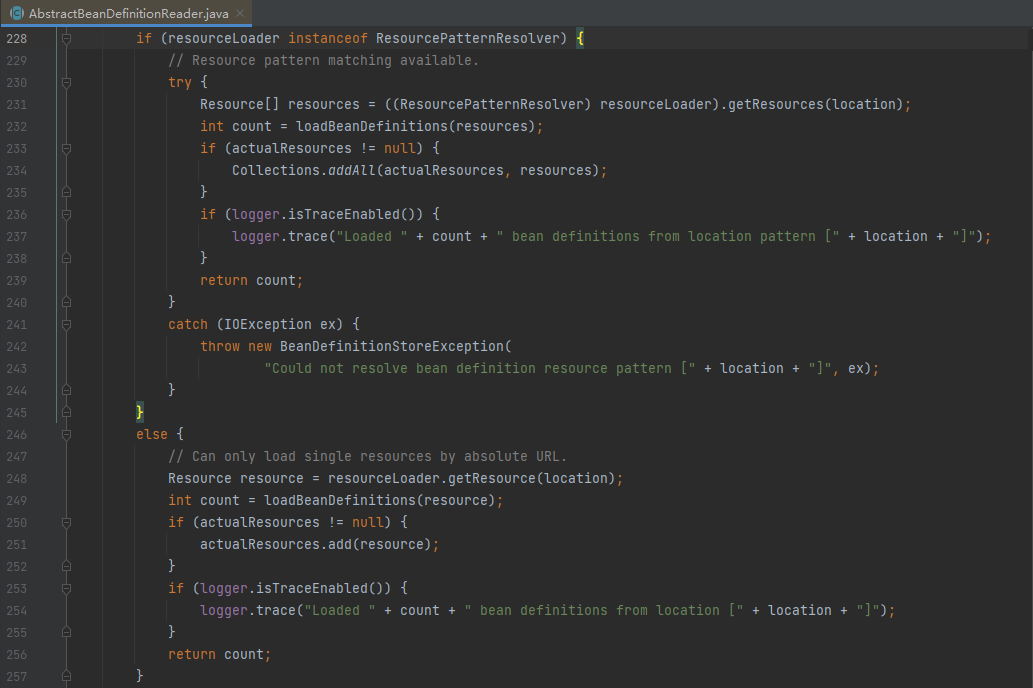 AbstractBeanDefinitionReader.java ×
228 if (resourceLoader instanceof ResourcePatternResolver) {
229 // Resource pattern matching available.
230 try {
231 Resource[] resources = ((ResourcePatternResolver) resourceLoader).getResources(location);
232 int count = loadBeanDefinitions(resources);
233 if (actualResources != null) {
234 Collections.addAll(actualResources, resources);
235 }
236 if (logger.isTraceEnabled()) {
237 logger.trace("Loaded " + count + " bean definitions from location pattern [" + location + "]");
238 }
239 return count;
240 }
241 catch (IOException ex) {
242 throw new BeanDefinitionStoreException(
243 "Could not resolve bean definition resource pattern [" + location + "]", ex);
244 }
245 }
246 else {
247 // Can only load single resources by absolute URL.
248 Resource resource = resourceLoader.getResource(location);
249 int count = loadBeanDefinitions(resource);
250 if (actualResources != null) {
251 actualResources.add(resource);
252 }
253 if (logger.isTraceEnabled()) {
254 logger.trace("Loaded " + count + " bean definitions from location [" + location + "]");
255 }
256 return count;
257 }